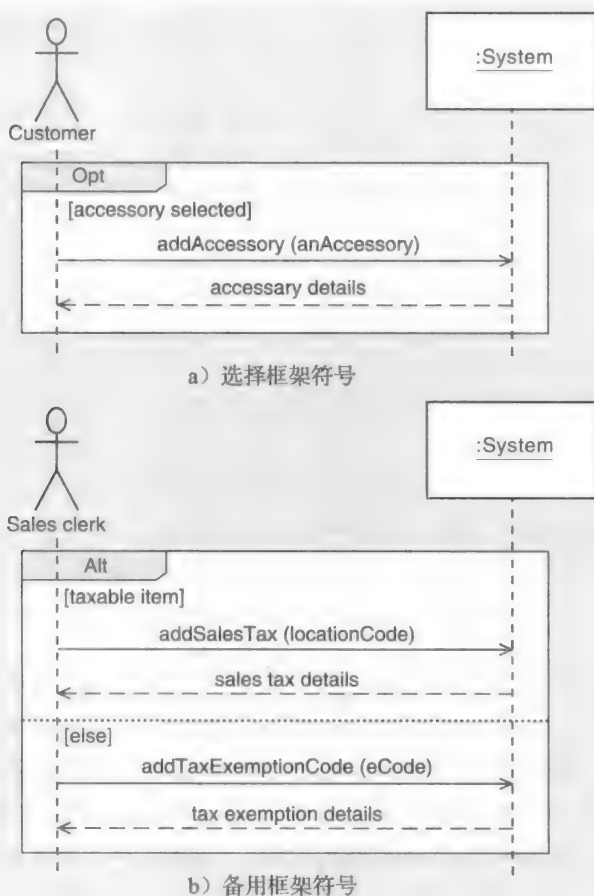 :System
Customer
Opt
[accessory selected]
addAccessory (anAccessory)
accessary details
a）选择框架符号
:System
Sales clerk
Alt
[taxable item]
addSalesTax (locationCode)
sales tax details
[else]
addTaxExemptionCode (eCode)
tax exemption details
b）备用框架符号